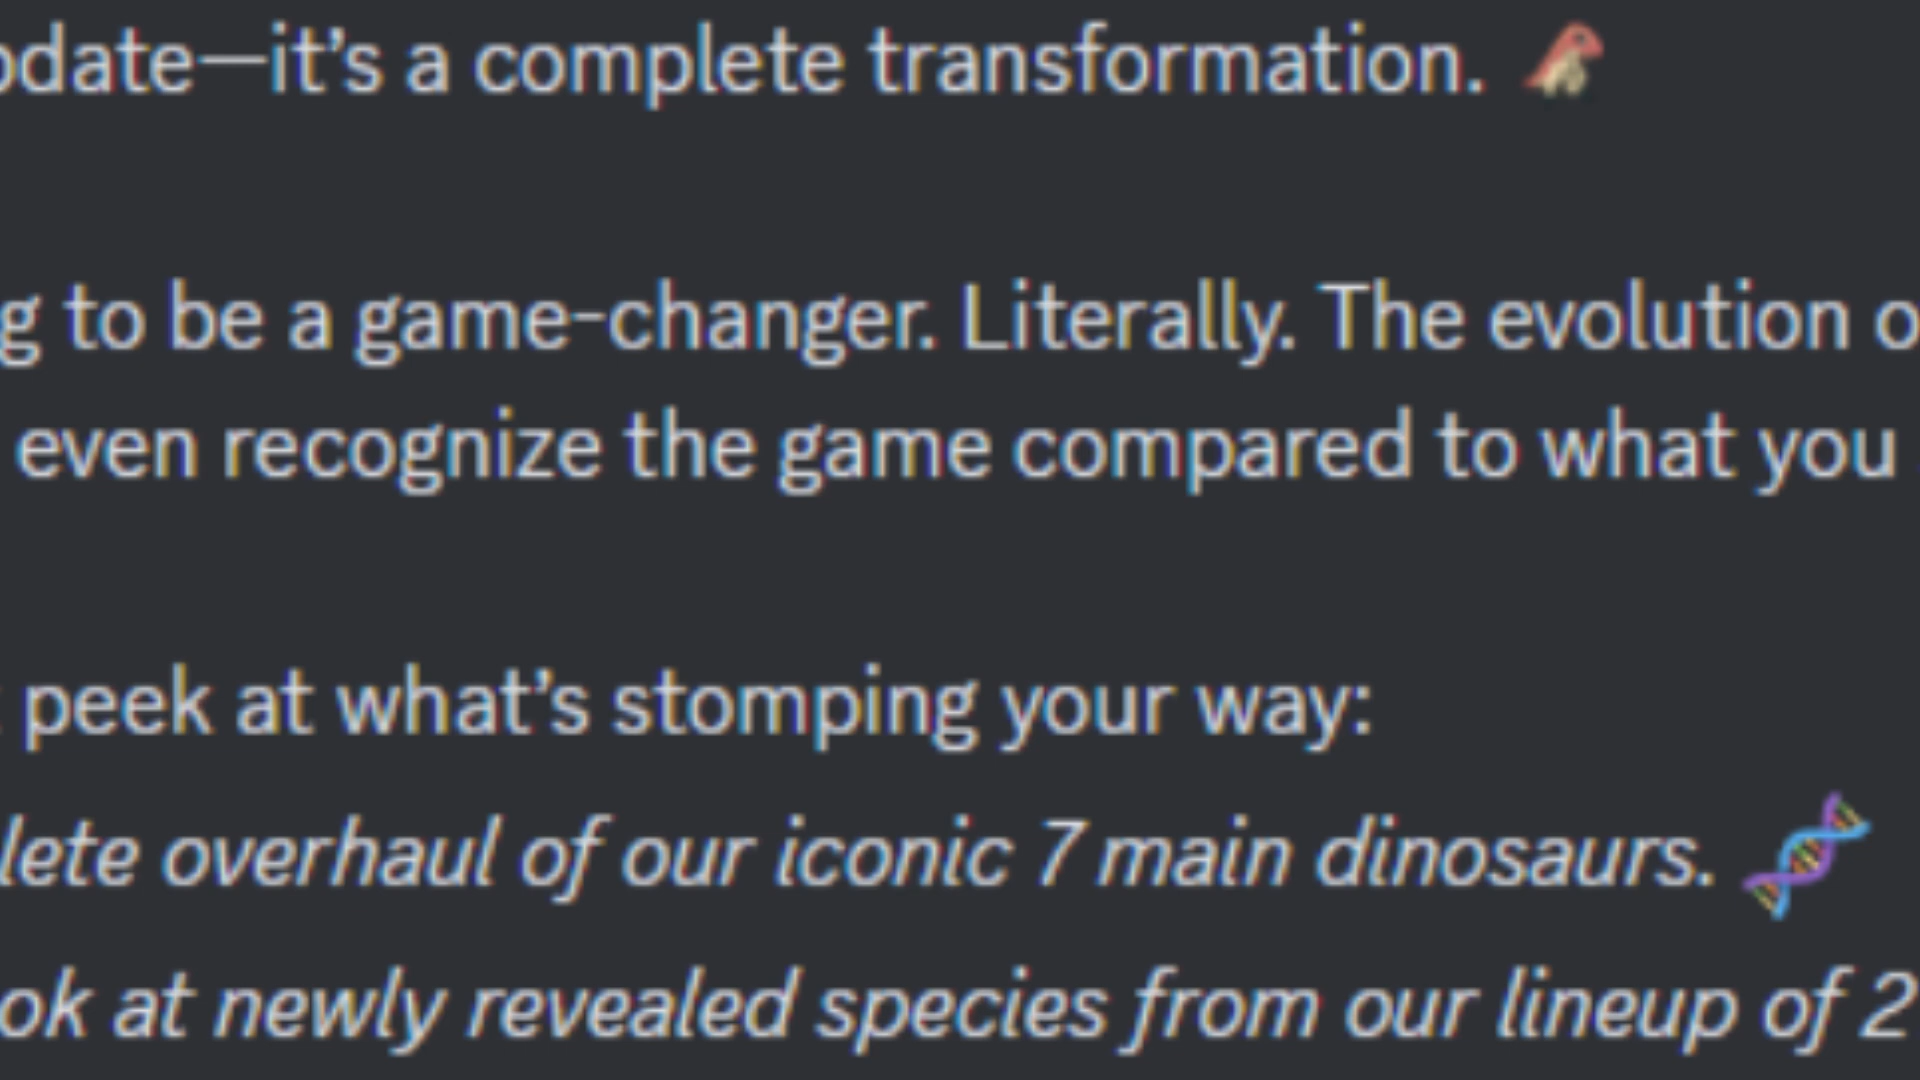 pdate—it’s a complete transformation.
g to be a game-changer. Literally. The evolution o
even recognize the game compared to what you
peek at what’s stomping your way:
lete overhaul of our iconic 7 main dinosaurs. 🧬
ok at newly revealed species from our lineup of 2